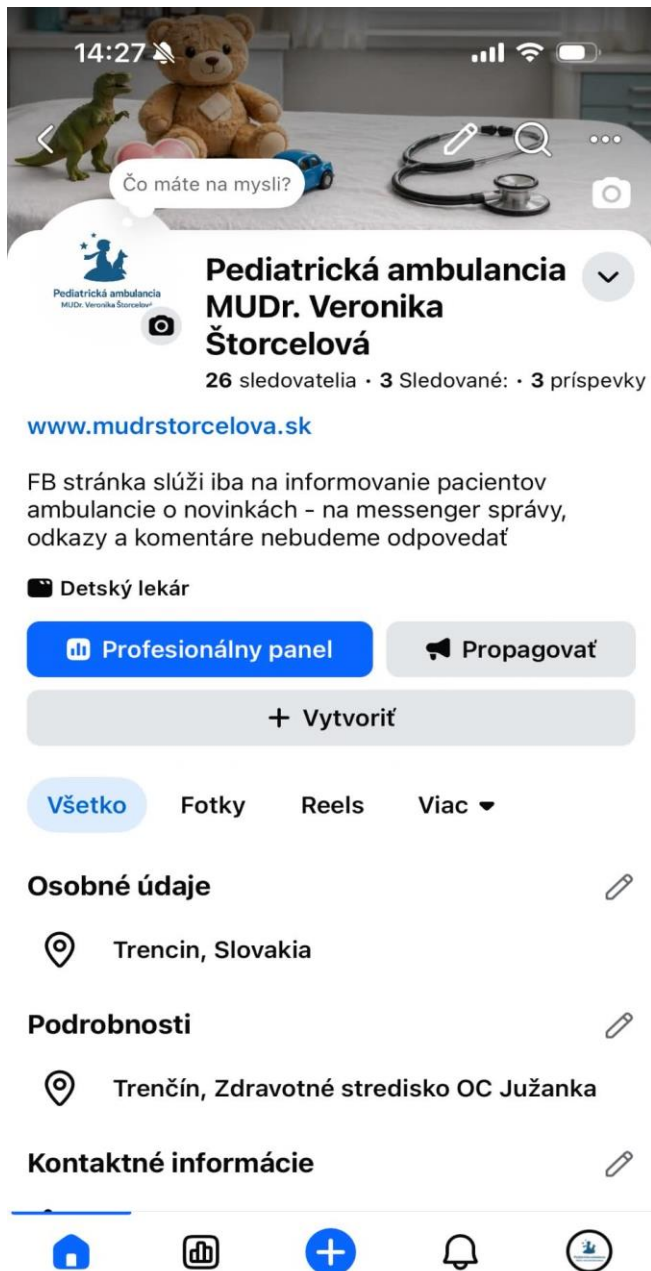 14:27
Čo máte na mysli?
Pediatrická ambulancia
MUDr. Veronika Štorcelová
Pediatrická ambulancia
MUDr. Veronika
Štorcelová
26 sledovatelia · 3 Sledované: · 3 príspevky
www.mudrstorcelova.sk
FB stránka slúži iba na informovanie pacientov
ambulancie o novinkách - na messenger správy,
odkazy a komentáre nebudeme odpovedať
Detský lekár
Profesionálny panel
Propagovať
+ Vytvoriť
Všetko Fotky Reels Viac
Osobné údaje
Trencin, Slovakia
Podrobnosti
Trenčín, Zdravotné stredisko OC Južanka
Kontaktné informácie